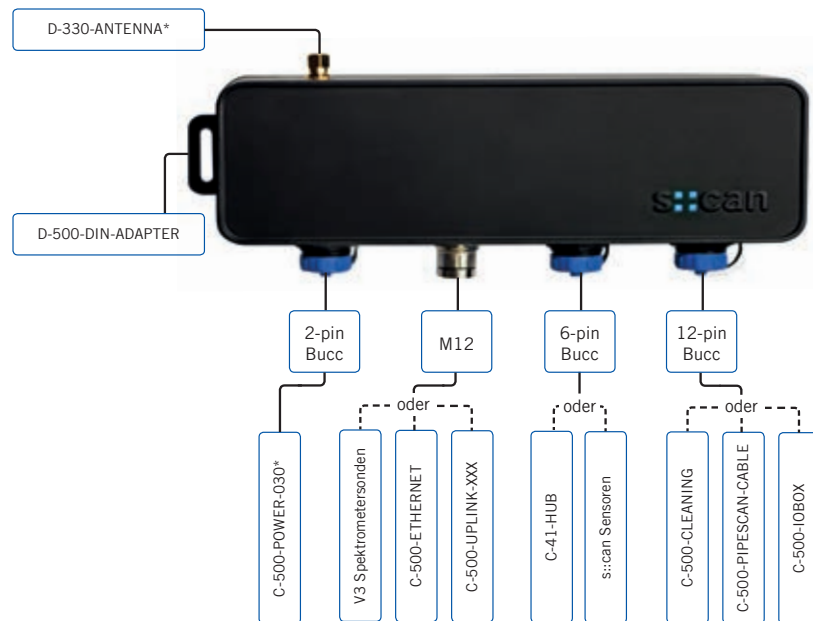 D-330-ANTENNA*
s::can
D-500-DIN-ADAPTER
2-pin
Bucc
M12
6-pin
Bucc
12-pin
Bucc
oder
oder
oder
C-500-POWER-030*
V3 Spektrometersonden
C-500-ETHERNET
C-500-UPLINK-XXX
C-41-HUB
s::can Sensoren
C-500-CLEANING
C-500-PIPESCAN-CABLE
C-500-IOBOX